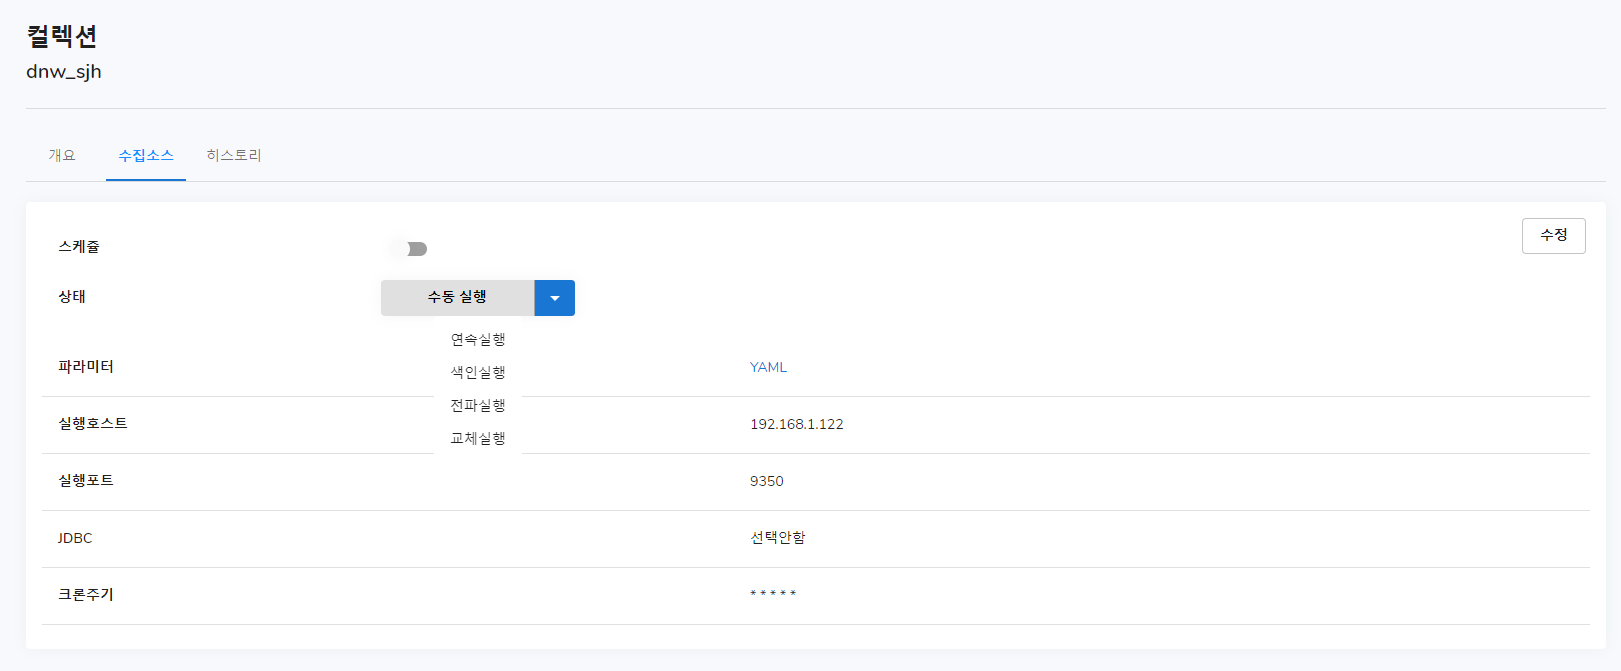 컬렉션
dnw_sjh
개요 수집소스 히스토리
스케쥴
수정
상태 수동 실행
연속실행
파라미터 YAML
색인실행
전파실행
실행호스트 192.168.1.122
교체실행
실행포트 9350
JDBC 선택안함
크론주기 * * * * *